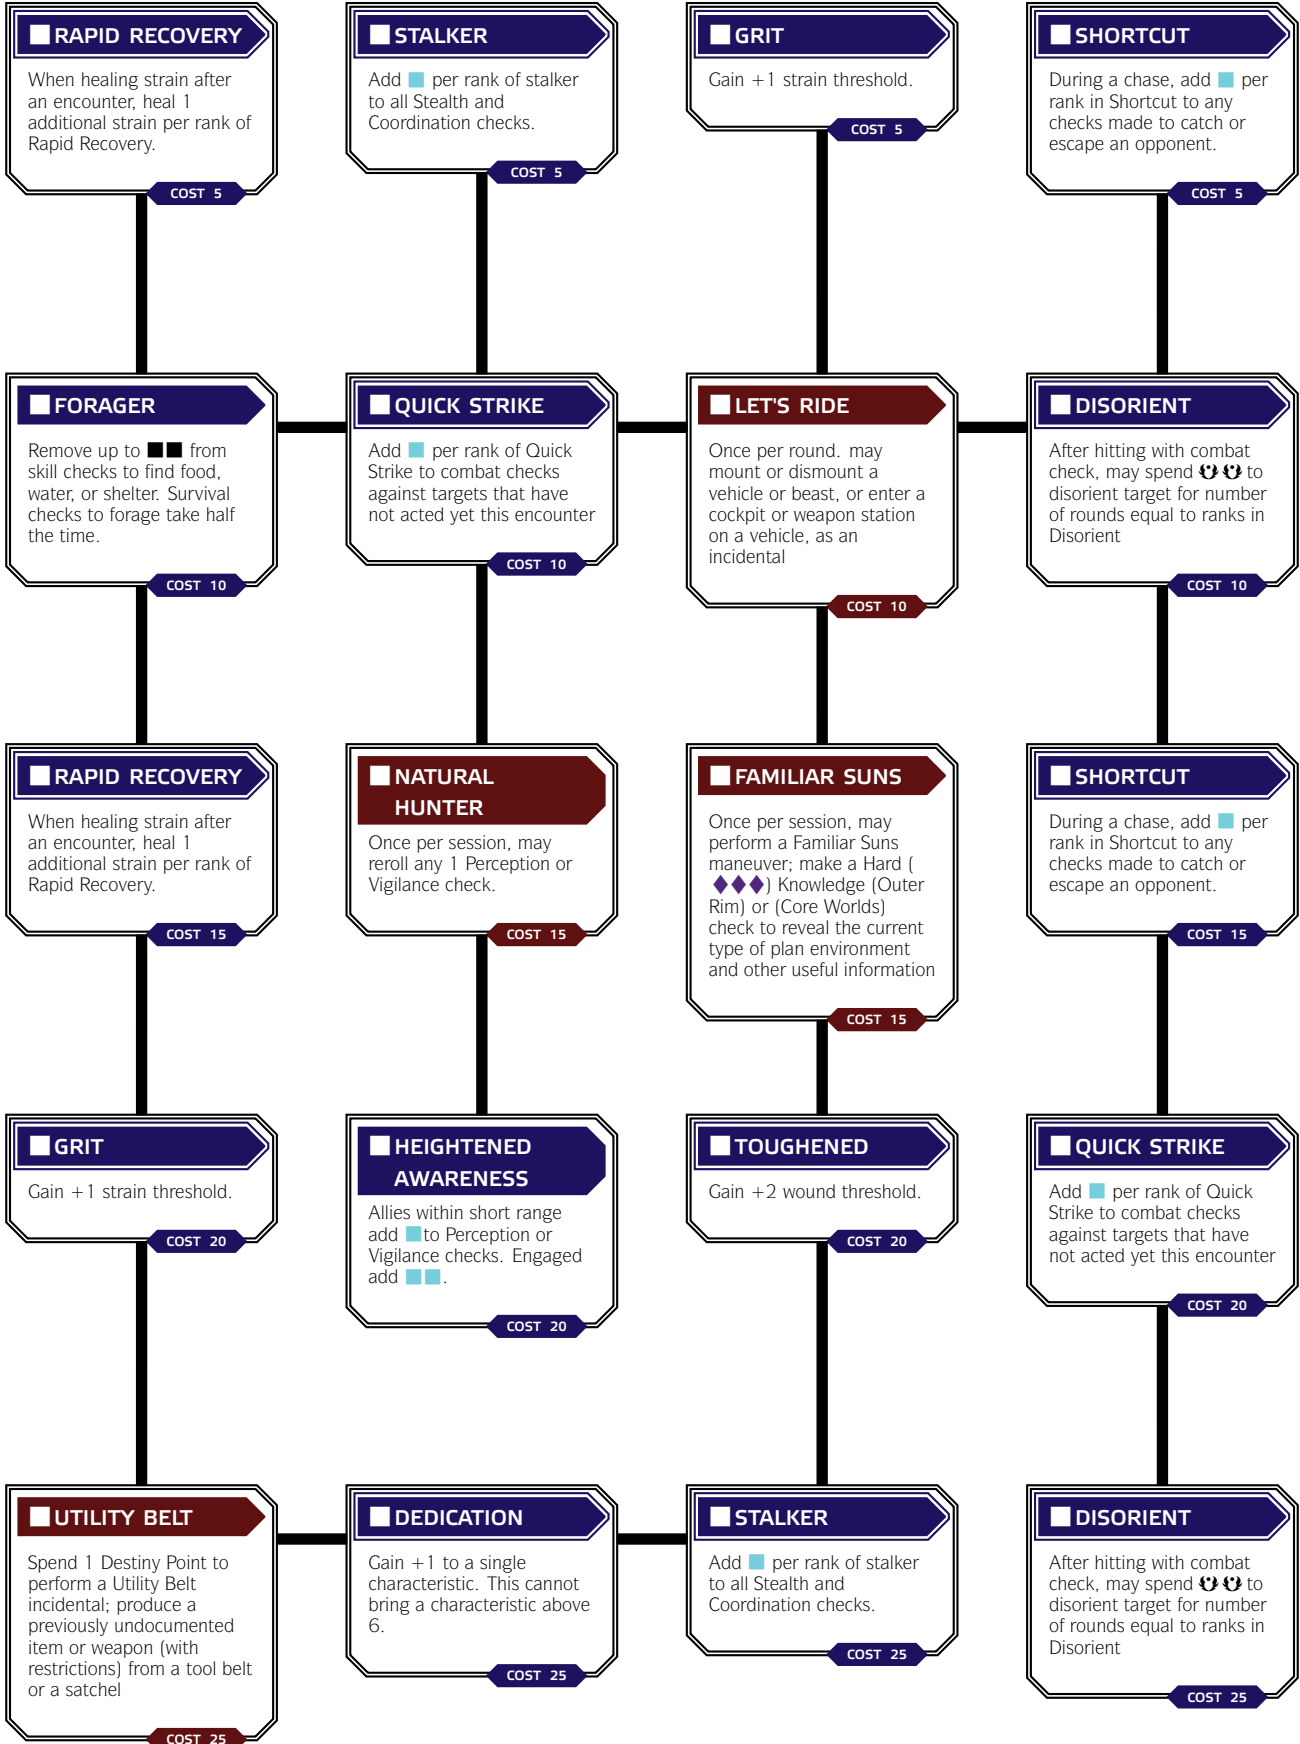 RAPID RECOVERY
When healing strain after
an encounter, heal 1
additional strain per rank of
Rapid Recovery.
COST 5
STALKER
Add per rank of stalker
to all Stealth and
Coordination checks.
COST 5
GRIT
Gain +1 strain threshold.
COST 5
SHORTCUT
During a chase, add per
rank in Shortcut to any
checks made to catch or
escape an opponent.
COST 5
FORAGER
Remove up to from
skill checks to find food,
water, or shelter. Survival
checks to forage take half
the time.
COST 10
QUICK STRIKE
Add per rank of Quick
Strike to combat checks
against targets that have
not acted yet this encounter
COST 10
LET'S RIDE
Once per round. may
mount or dismount a
vehicle or beast, or enter a
cockpit or weapon station
on a vehicle, as an
incidental
COST 10
DISORIENT
After hitting with combat
check, may spend to
disorient target for number
of rounds equal to ranks in
Disorient
COST 10
RAPID RECOVERY
When healing strain after
an encounter, heal 1
additional strain per rank of
Rapid Recovery.
COST 15
NATURAL
HUNTER
Once per session, may
reroll any 1 Perception or
Vigilance check.
COST 15
FAMILIAR SUNS
Once per session, may
perform a Familiar Suns
maneuver; make a Hard (
) Knowledge (Outer
Rim) or (Core Worlds)
check to reveal the current
type of plan environment
and other useful information
COST 15
SHORTCUT
During a chase, add per
rank in Shortcut to any
checks made to catch or
escape an opponent.
COST 15
GRIT
Gain +1 strain threshold.
COST 20
HEIGHTENED
AWARENESS
Allies within short range
add to Perception or
Vigilance checks. Engaged
add .
COST 20
TOUGHENED
Gain +2 wound threshold.
COST 20
QUICK STRIKE
Add per rank of Quick
Strike to combat checks
against targets that have
not acted yet this encounter
COST 20
UTILITY BELT
Spend 1 Destiny Point to
perform a Utility Belt
incidental; produce a
previously undocumented
item or weapon (with
restrictions) from a tool belt
or a satchel
COST 25
DEDICATION
Gain +1 to a single
characteristic. This cannot
bring a characteristic above
6.
COST 25
STALKER
Add per rank of stalker
to all Stealth and
Coordination checks.
COST 25
DISORIENT
After hitting with combat
check, may spend to
disorient target for number
of rounds equal to ranks in
Disorient
COST 25